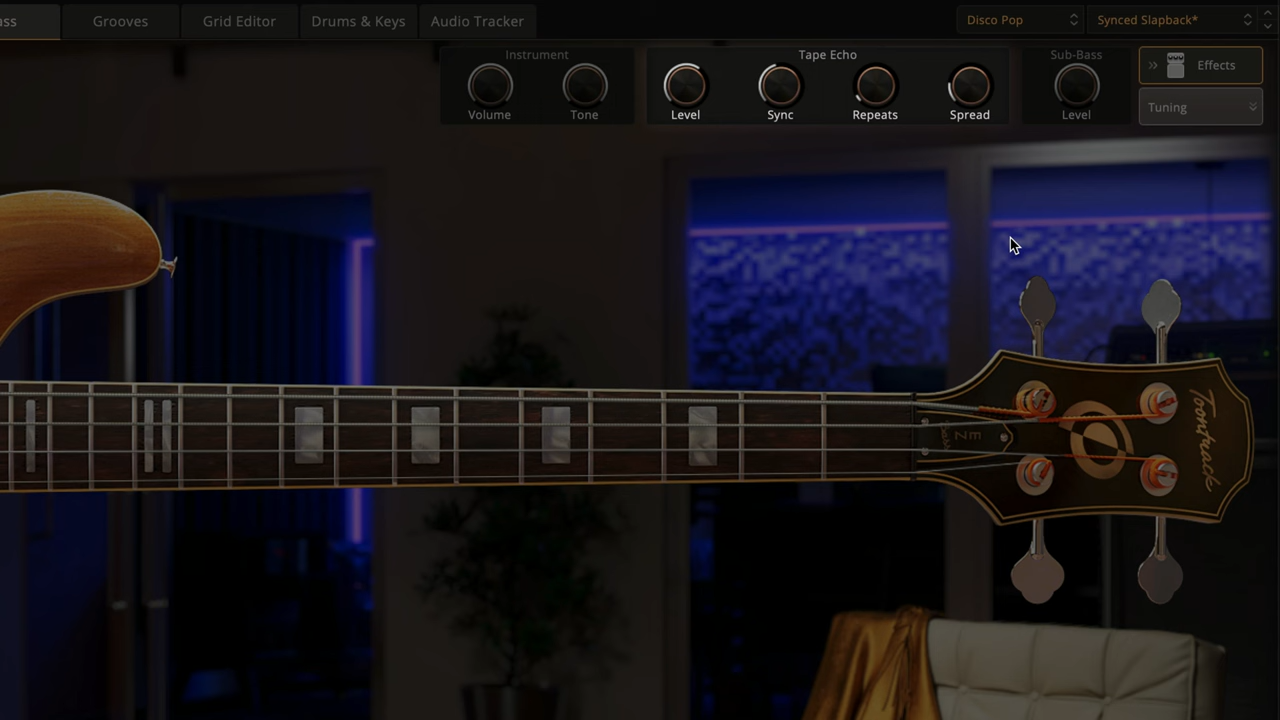 ss
Grooves
Grid Editor
Drums & Keys
Audio Tracker
Disco Pop
Synced Slapback*
Instrument
Volume
Tone
Tape Echo
Level
Sync
Repeats
Spread
Sub-Bass
Level
Effects
Tuning
EZ
Toontrack